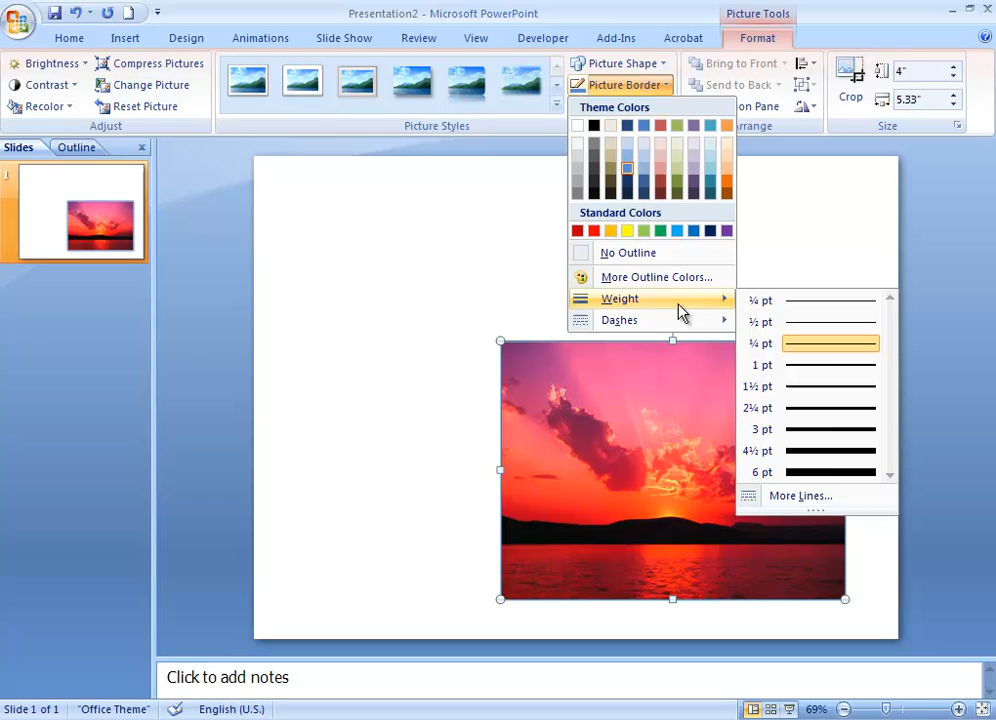 Presentation2 - Microsoft PowerPoint
Picture Tools
Home
Insert
Design
Animations
Slide Show
Review
View
Developer
Add-Ins
Acrobat
Format
Brightness
Compress Pictures
Contrast
Change Picture
Recolor
Reset Picture
Adjust
Picture Styles
Picture Shape
Picture Border
Bring to Front
Send to Back
on Pane
Arrange
Crop
4"
5.33"
Size
Slides
Outline
1
Theme Colors
Standard Colors
No Outline
More Outline Colors...
Weight
Dashes
¼ pt
½ pt
¾ pt
1 pt
1½ pt
2¼ pt
3 pt
4½ pt
6 pt
More Lines...
Click to add notes
Slide 1 of 1
"Office Theme"
English (U.S.)
69%